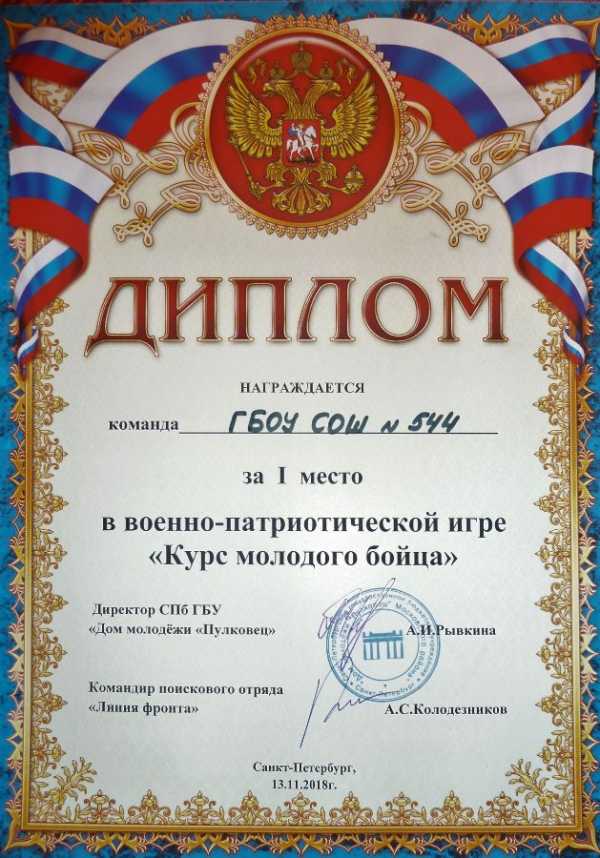 ДИПЛОМ
НАГРАЖДАЕТСЯ
команда ГБОУ СОШ N 544
за I место
в военно-патриотической игре
«Курс молодого бойца»
Директор СПб ГБУ
«Дом молодёжи «Пулковец»
А.И.Рывкина
Командир поискового отряда
«Линия фронта»
А.С.Колодезников
Санкт-Петербург,
13.11.2018г.